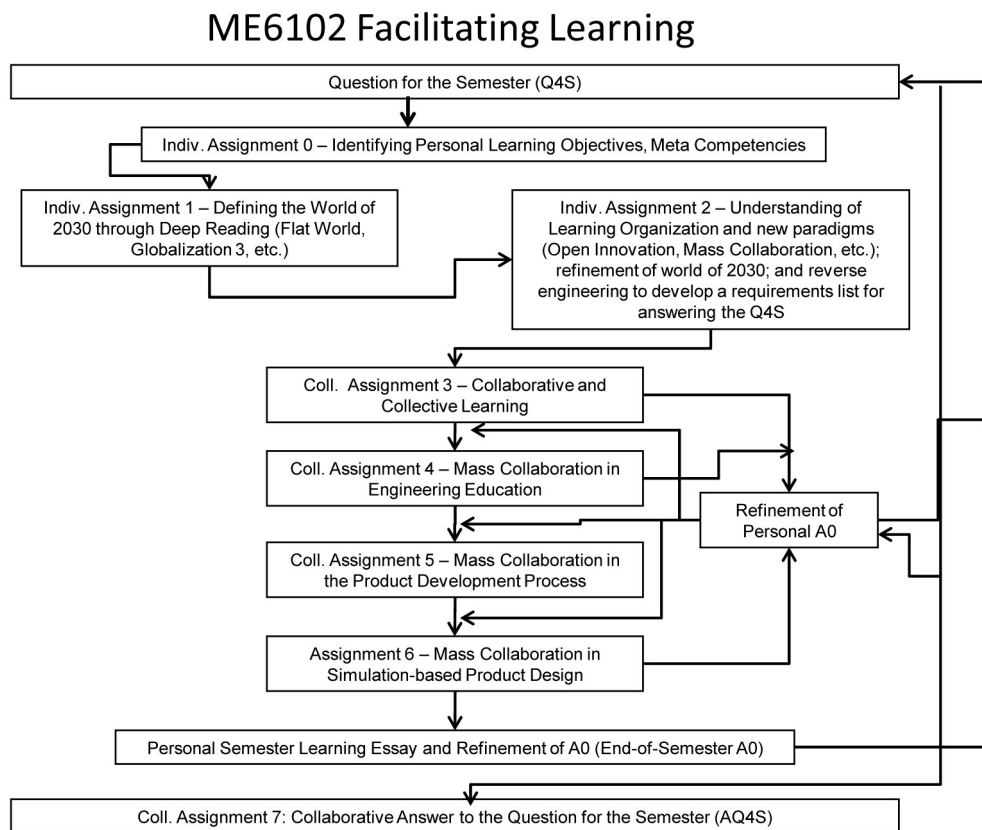 ME6102 Facilitating Learning
Question for the Semester (Q4S)
Indiv. Assignment 0 – Identifying Personal Learning Objectives, Meta Competencies
Indiv. Assignment 1 – Defining the World of
2030 through Deep Reading (Flat World,
Globalization 3, etc.)
Indiv. Assignment 2 – Understanding of
Learning Organization and new paradigms
(Open Innovation, Mass Collaboration, etc.);
refinement of world of 2030; and reverse
engineering to develop a requirements list for
answering the Q4S
Coll. Assignment 3 – Collaborative and
Collective Learning
Coll. Assignment 4 – Mass Collaboration in
Engineering Education
Refinement of
Personal A0
Coll. Assignment 5 – Mass Collaboration in
the Product Development Process
Assignment 6 – Mass Collaboration in
Simulation-based Product Design
Personal Semester Learning Essay and Refinement of A0 (End-of-Semester A0)
Coll. Assignment 7: Collaborative Answer to the Question for the Semester (AQ4S)